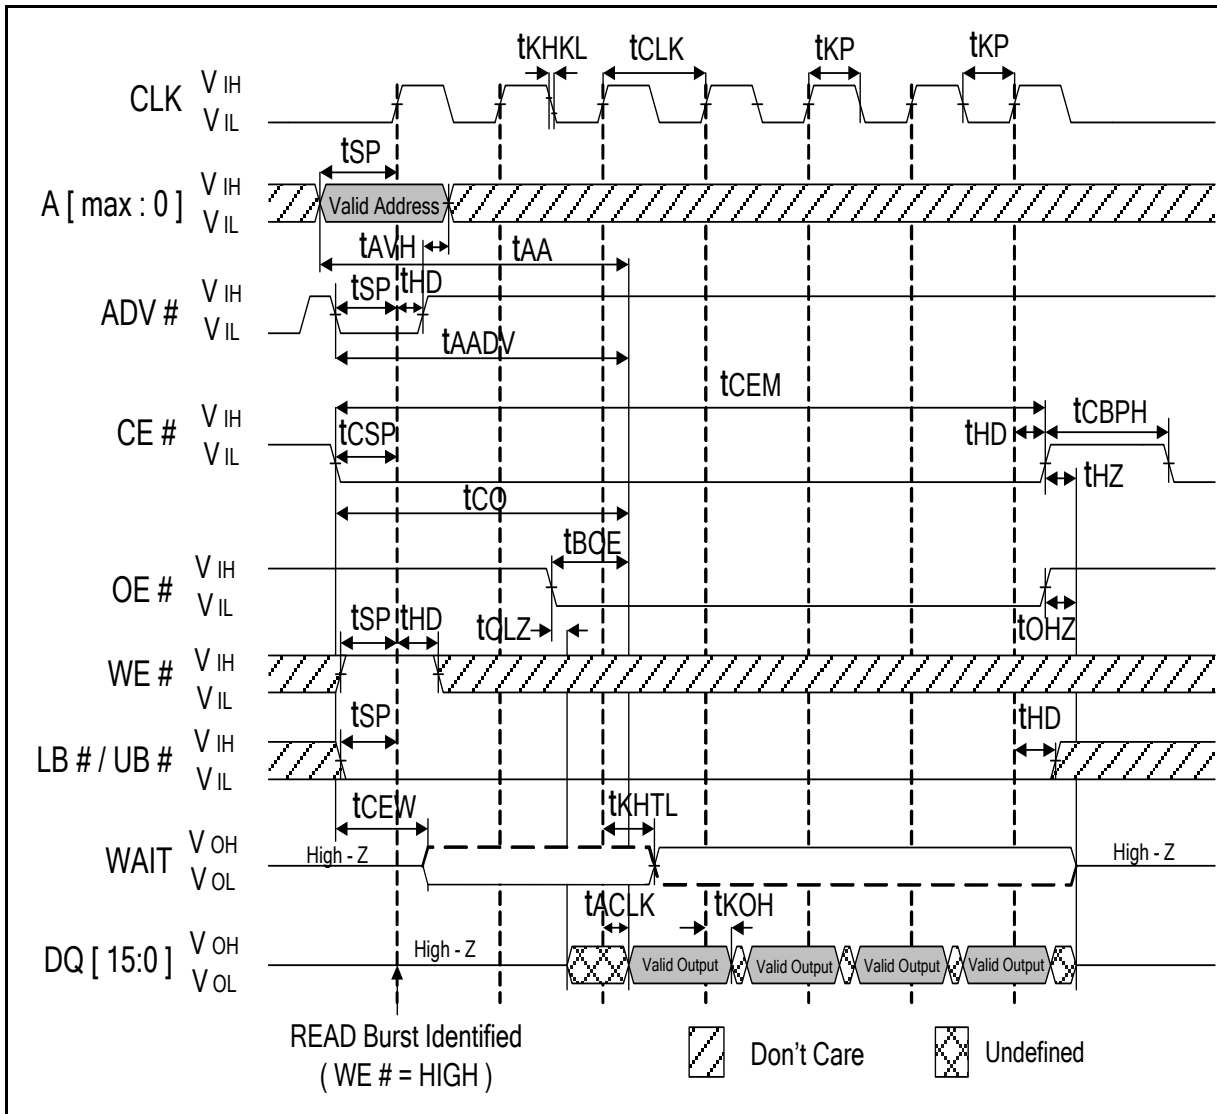 tKHKL tCLK tKP tKP
CLK V IH
V IL
tSP
A [ max : 0 ] V IH
V IL
Valid Address
tAVH tAA
ADV # V IH
V IL
tSP tHD
tAADV
tCEM
CE # V IH
V IL
tCSP tHD tCBPH
tHZ
tCO
tBOE
OE # V IH
V IL
tOLZ tOHZ
tSP tHD
WE # V IH
V IL
tSP tHD
LB # / UB # V IH
V IL
tCEW tKHTL
WAIT V OH
V OL
High - Z High - Z
tACLK tKOH
DQ [ 15:0 ] V OH
V OL
High - Z
Valid Output Valid Output Valid Output Valid Output
READ Burst Identified
( WE # = HIGH )
Don't Care Undefined